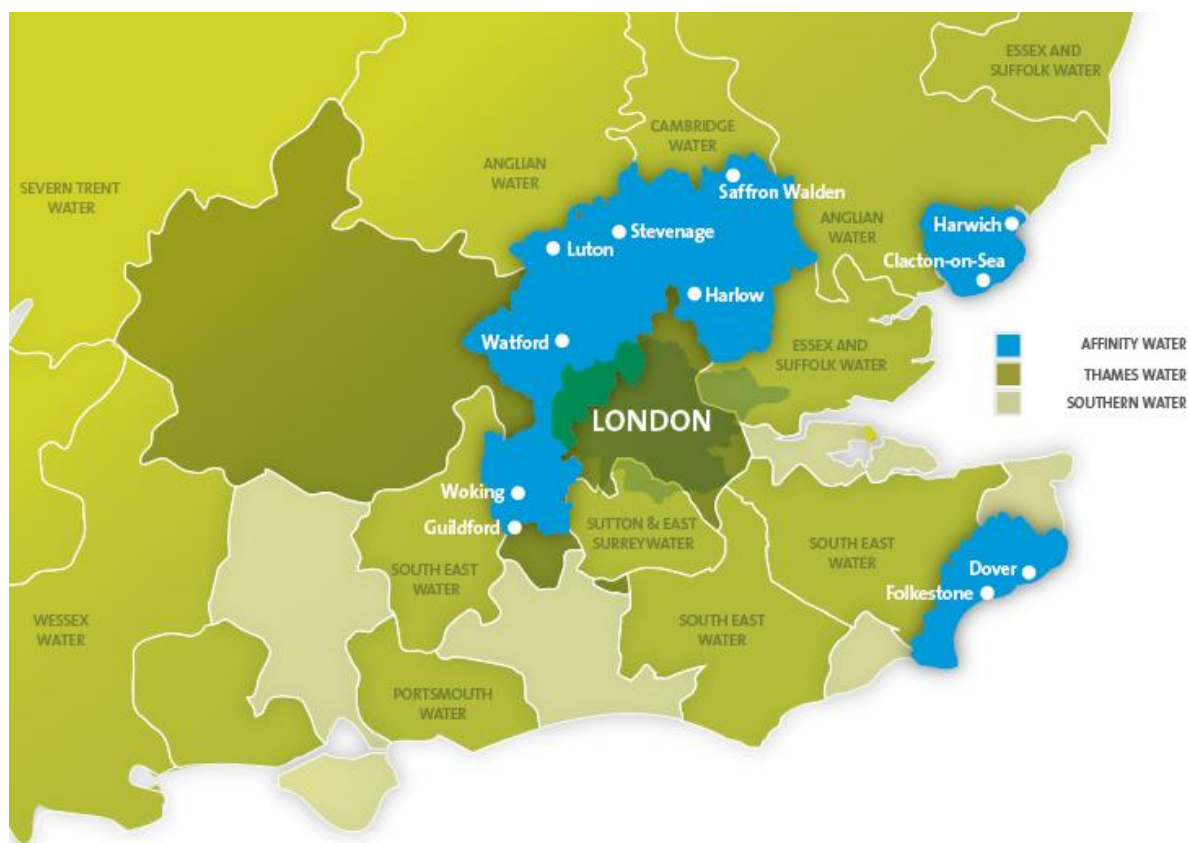 ESSEX AND
SUFFOLK WATER
CAMBRIDGE
WATER
ANGLIAN
WATER
SEVERN TRENT
WATER
Saffron Walden
ANGLIAN
WATER
Harwich
Stevenage
Luton
Clacton-on-Sea
Harlow
Watford
ESSEX AND
SUFFOLK WATER
AFFINITY WATER
THAMES WATER
SOUTHERN WATER
LONDON
Woking
Guildford
SUTTON & EAST
SURREY WATER
SOUTH EAST
WATER
SOUTH EAST
WATER
Dover
Folkestone
WESSEX
WATER
SOUTH EAST
WATER
PORTSMOUTH
WATER